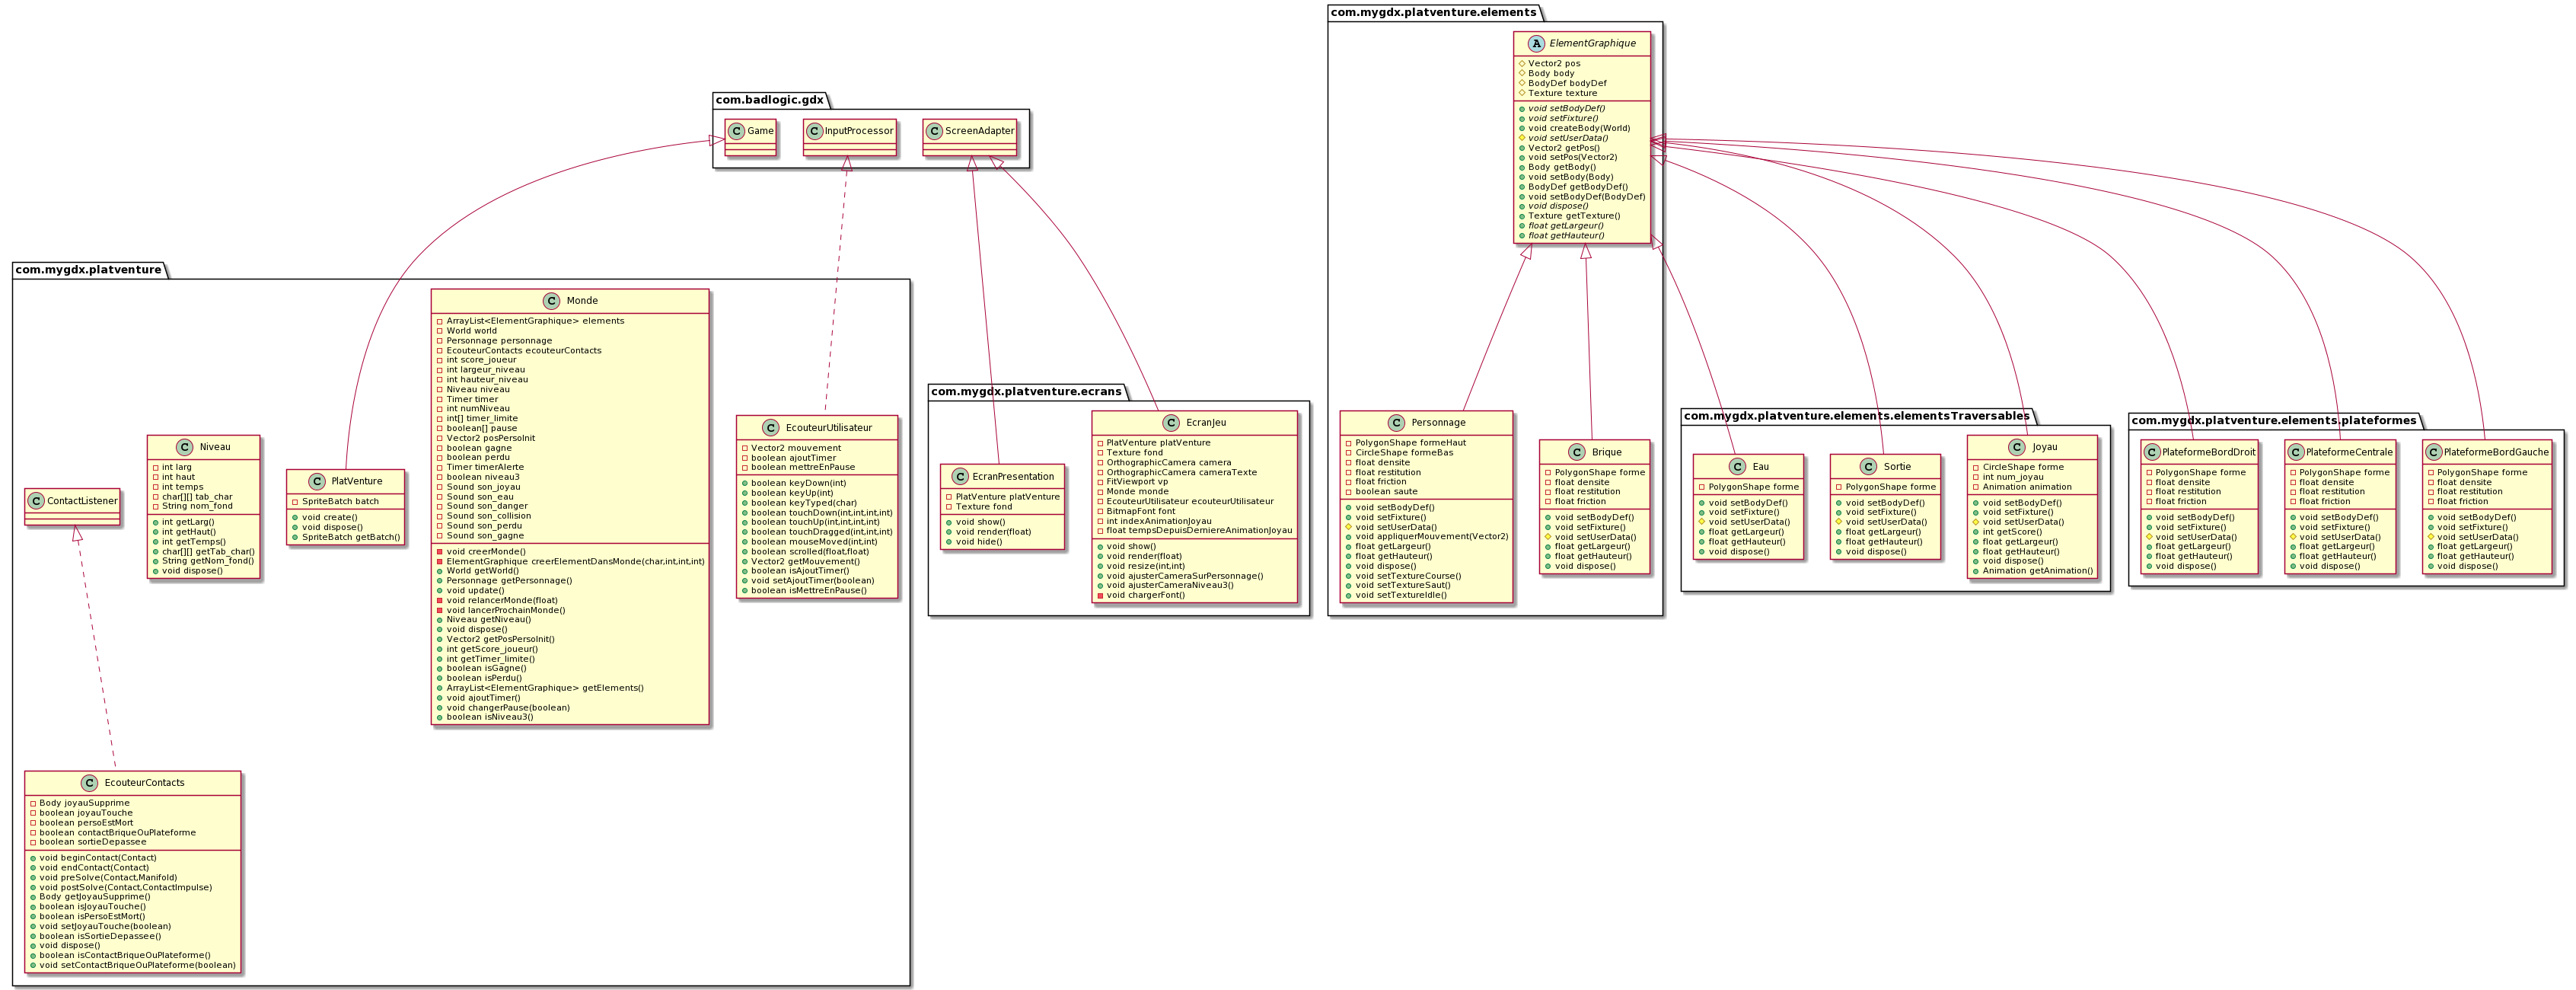 com.badlogic.gdx
Game
InputProcessor
ScreenAdapter
com.mygdx.platventure
ContactListener
Niveau
int larg
int haut
int temps
char[][] tab_char
String nom_fond
int getLarg()
int getHaut()
int getTemps()
char[][] getTab_char()
String getNom_fond()
void dispose()
PlatVenture
SpriteBatch batch
void create()
void dispose()
SpriteBatch getBatch()
Monde
ArrayList<ElementGraphique> elements
World world
Personnage personnage
EcouteurContacts ecouteurContacts
int score_joueur
int largeur_niveau
int hauteur_niveau
Niveau niveau
Timer timer
int numNiveau
int[] timer_limite
boolean[] pause
Vector2 posPersoInit
boolean gagne
boolean perdu
Timer timerAlerte
boolean niveau3
Sound son_joyau
Sound son_eau
Sound son_danger
Sound son_collision
Sound son_perdu
Sound son_gagne
void creerMonde()
ElementGraphique creerElementDansMonde(char,int,int,int)
World getWorld()
Personnage getPersonnage()
void update()
void relancerMonde(float)
void lancerProchainMonde()
Niveau getNiveau()
void dispose()
Vector2 getPosPersoInit()
int getScore_joueur()
int getTimer_limite()
boolean isGagne()
boolean isPerdu()
ArrayList<ElementGraphique> getElements()
void ajoutTimer()
void changerPause(boolean)
boolean isNiveau3()
EcouteurUtilisateur
Vector2 mouvement
boolean ajoutTimer
boolean mettreEnPause
boolean keyDown(int)
boolean keyUp(int)
boolean keyTyped(char)
boolean touchDown(int,int,int,int)
boolean touchUp(int,int,int,int)
boolean touchDragged(int,int,int)
boolean mouseMoved(int,int)
boolean scrolled(float,float)
Vector2 getMouvement()
boolean isAjoutTimer()
void setAjoutTimer(boolean)
boolean isMettreEnPause()
EcouteurContacts
Body joyauSupprime
boolean joyauTouche
boolean persoEstMort
boolean contactBriqueOuPlateforme
boolean sortieDepassee
void beginContact(Contact)
void endContact(Contact)
void preSolve(Contact,Manifold)
void postSolve(Contact,ContactImpulse)
Body getJoyauSupprime()
boolean isJoyauTouche()
boolean isPersoEstMort()
void setJoyauTouche(boolean)
boolean isSortieDepassee()
void dispose()
boolean isContactBriqueOuPlateforme()
void setContactBriqueOuPlateforme(boolean)
com.mygdx.platventure.ecrans
EcranPresentation
PlatVenture platVenture
Texture fond
void show()
void render(float)
void hide()
EcranJeu
PlatVenture platVenture
Texture fond
OrthographicCamera camera
OrthographicCamera cameraTexte
FitViewport vp
Monde monde
EcouteurUtilisateur ecouteurUtilisateur
BitmapFont font
int indexAnimationJoyau
float tempsDepuisDerniereAnimationJoyau
void show()
void render(float)
void resize(int,int)
void ajusterCameraSurPersonnage()
void ajusterCameraNiveau3()
void chargerFont()
com.mygdx.platventure.elements
A ElementGraphique
Vector2 pos
Body body
BodyDef bodyDef
Texture texture
void setBodyDef()
void setFixture()
void createBody(World)
void setUserData()
Vector2 getPos()
void setPos(Vector2)
Body getBody()
void setBody(Body)
BodyDef getBodyDef()
void setBodyDef(BodyDef)
void dispose()
Texture getTexture()
float getLargeur()
float getHauteur()
Personnage
PolygonShape formeHaut
CircleShape formeBas
float densite
float restitution
float friction
boolean saute
void setBodyDef()
void setFixture()
void setUserData()
void appliquerMouvement(Vector2)
float getLargeur()
float getHauteur()
void dispose()
void setTextureCourse()
void setTextureSaut()
void setTextureIdle()
Brique
PolygonShape forme
float densite
float restitution
float friction
void setBodyDef()
void setFixture()
void setUserData()
float getLargeur()
float getHauteur()
void dispose()
com.mygdx.platventure.elements.elementsTraversables
Eau
PolygonShape forme
void setBodyDef()
void setFixture()
void setUserData()
float getLargeur()
float getHauteur()
void dispose()
Sortie
PolygonShape forme
void setBodyDef()
void setFixture()
void setUserData()
float getLargeur()
float getHauteur()
void dispose()
Joyau
CircleShape forme
int num_joyau
Animation animation
void setBodyDef()
void setFixture()
void setUserData()
int getScore()
float getLargeur()
float getHauteur()
void dispose()
Animation getAnimation()
com.mygdx.platventure.elements.plateformes
PlateformeBordDroit
PolygonShape forme
float densite
float restitution
float friction
void setBodyDef()
void setFixture()
void setUserData()
float getLargeur()
float getHauteur()
void dispose()
PlateformeCentrale
PolygonShape forme
float densite
float restitution
float friction
void setBodyDef()
void setFixture()
void setUserData()
float getLargeur()
float getHauteur()
void dispose()
PlateformeBordGauche
PolygonShape forme
float densite
float restitution
float friction
void setBodyDef()
void setFixture()
void setUserData()
float getLargeur()
float getHauteur()
void dispose()